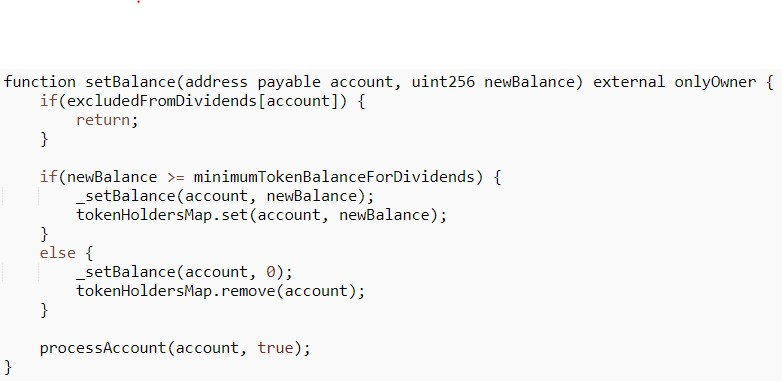 function setBalance(address payable account, uint256 newBalance) external onlyOwner {
    if(excludedFromDividends[account]) {
        return;
    }

    if(newBalance >= minimumTokenBalanceForDividends) {
        _setBalance(account, newBalance);
        tokenHoldersMap.set(account, newBalance);
    }
    else {
        _setBalance(account, 0);
        tokenHoldersMap.remove(account);
    }

    processAccount(account, true);
}